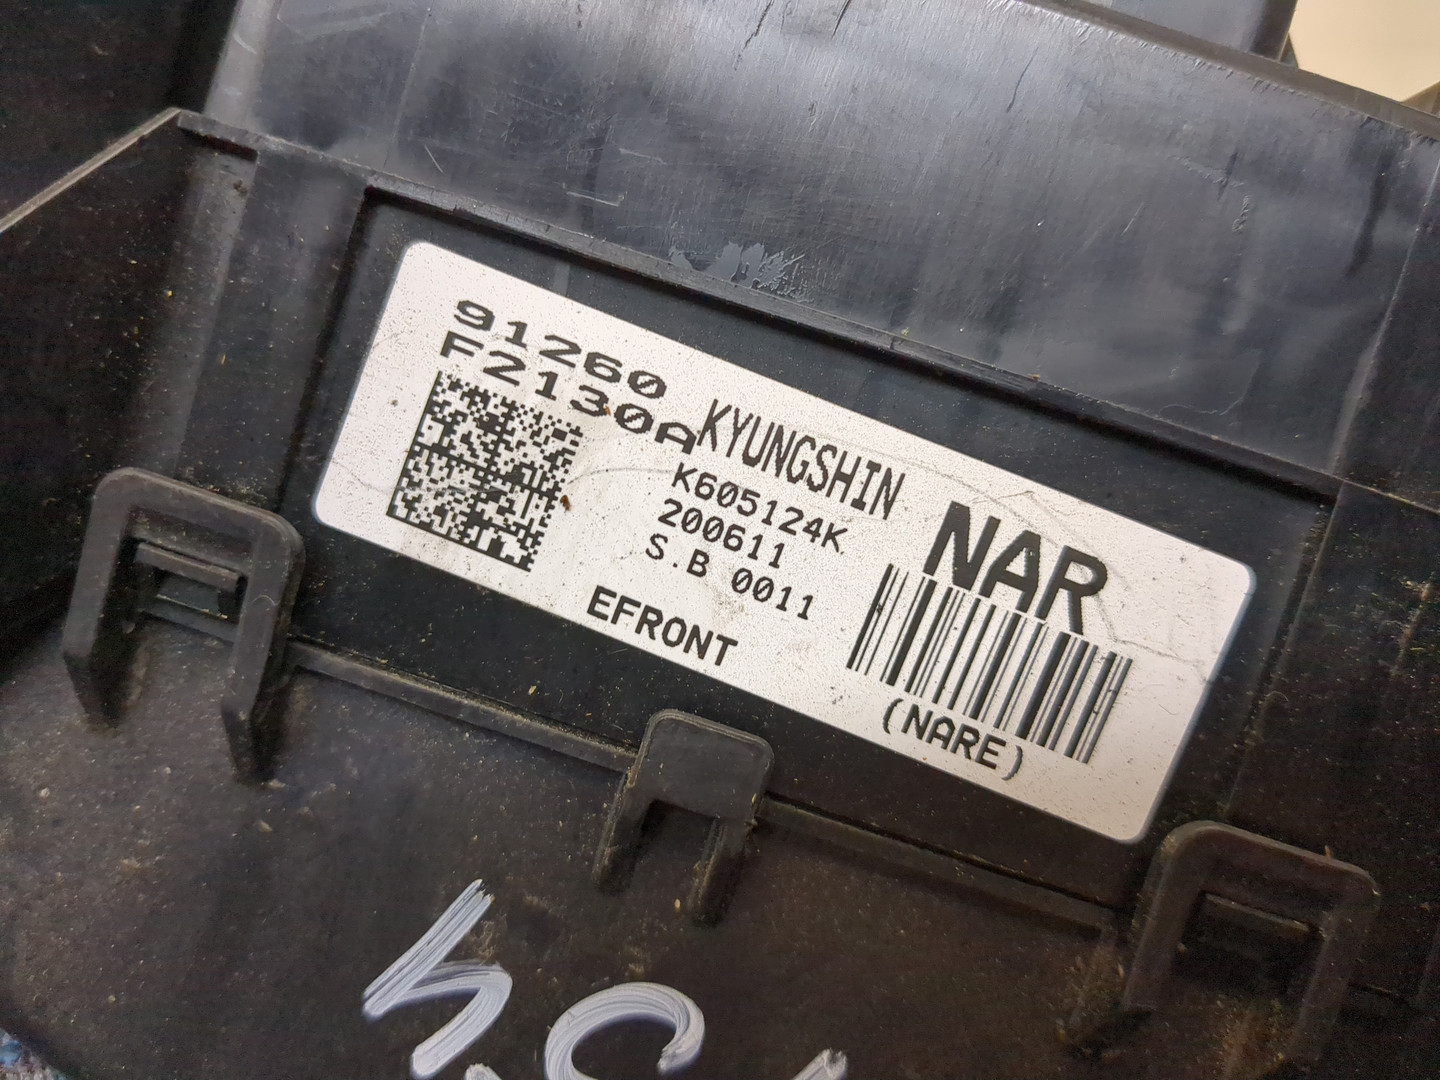 91260
F2130A
KYUNGSHIN
K605124K
200611
S.B 0011
EFRONT
NAR
(NARE)